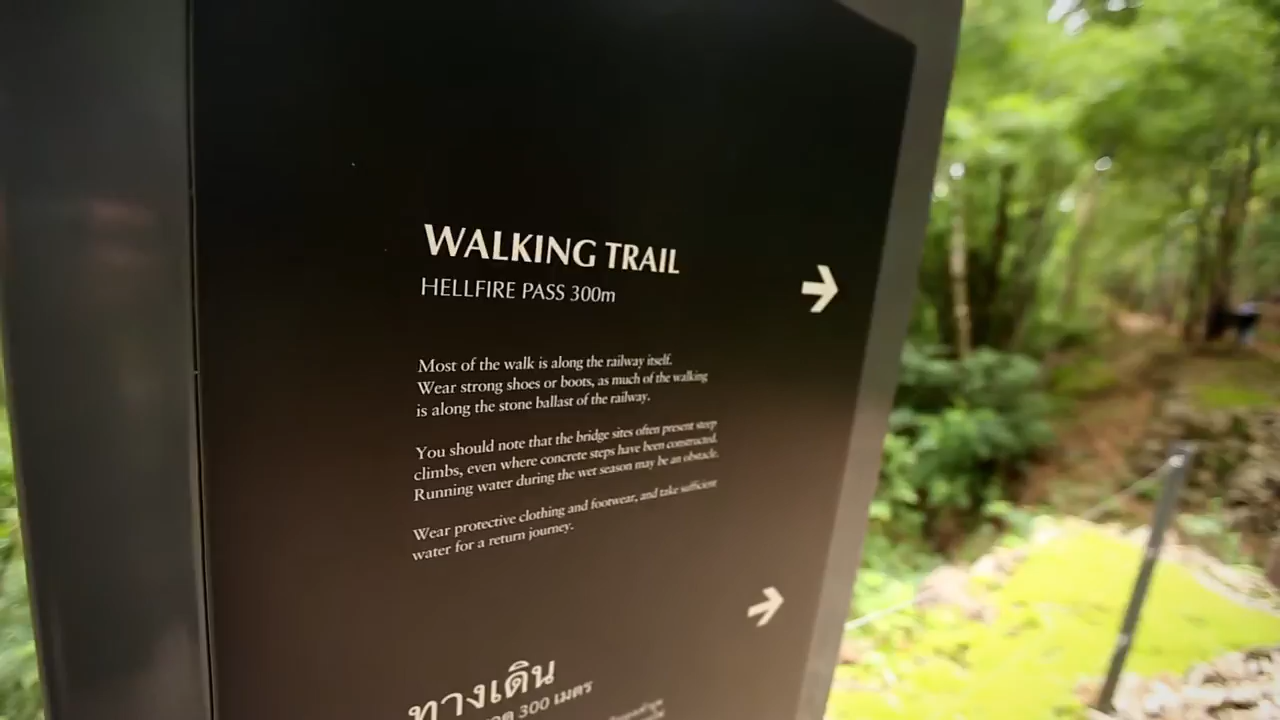 WALKING TRAIL
HELLFIRE PASS 300m
Most of the walk is along the railway itself.
Wear strong shoes or boots, as much of the walking
is along the stone ballast of the railway.
You should note that the bridge sites often present steep
climbs, even where concrete steps have been constructed.
Running water during the wet season may be an obstacle.
Wear protective clothing and footwear, and take sufficient
water for a return journey.
ทางเดิน
300 เมตร